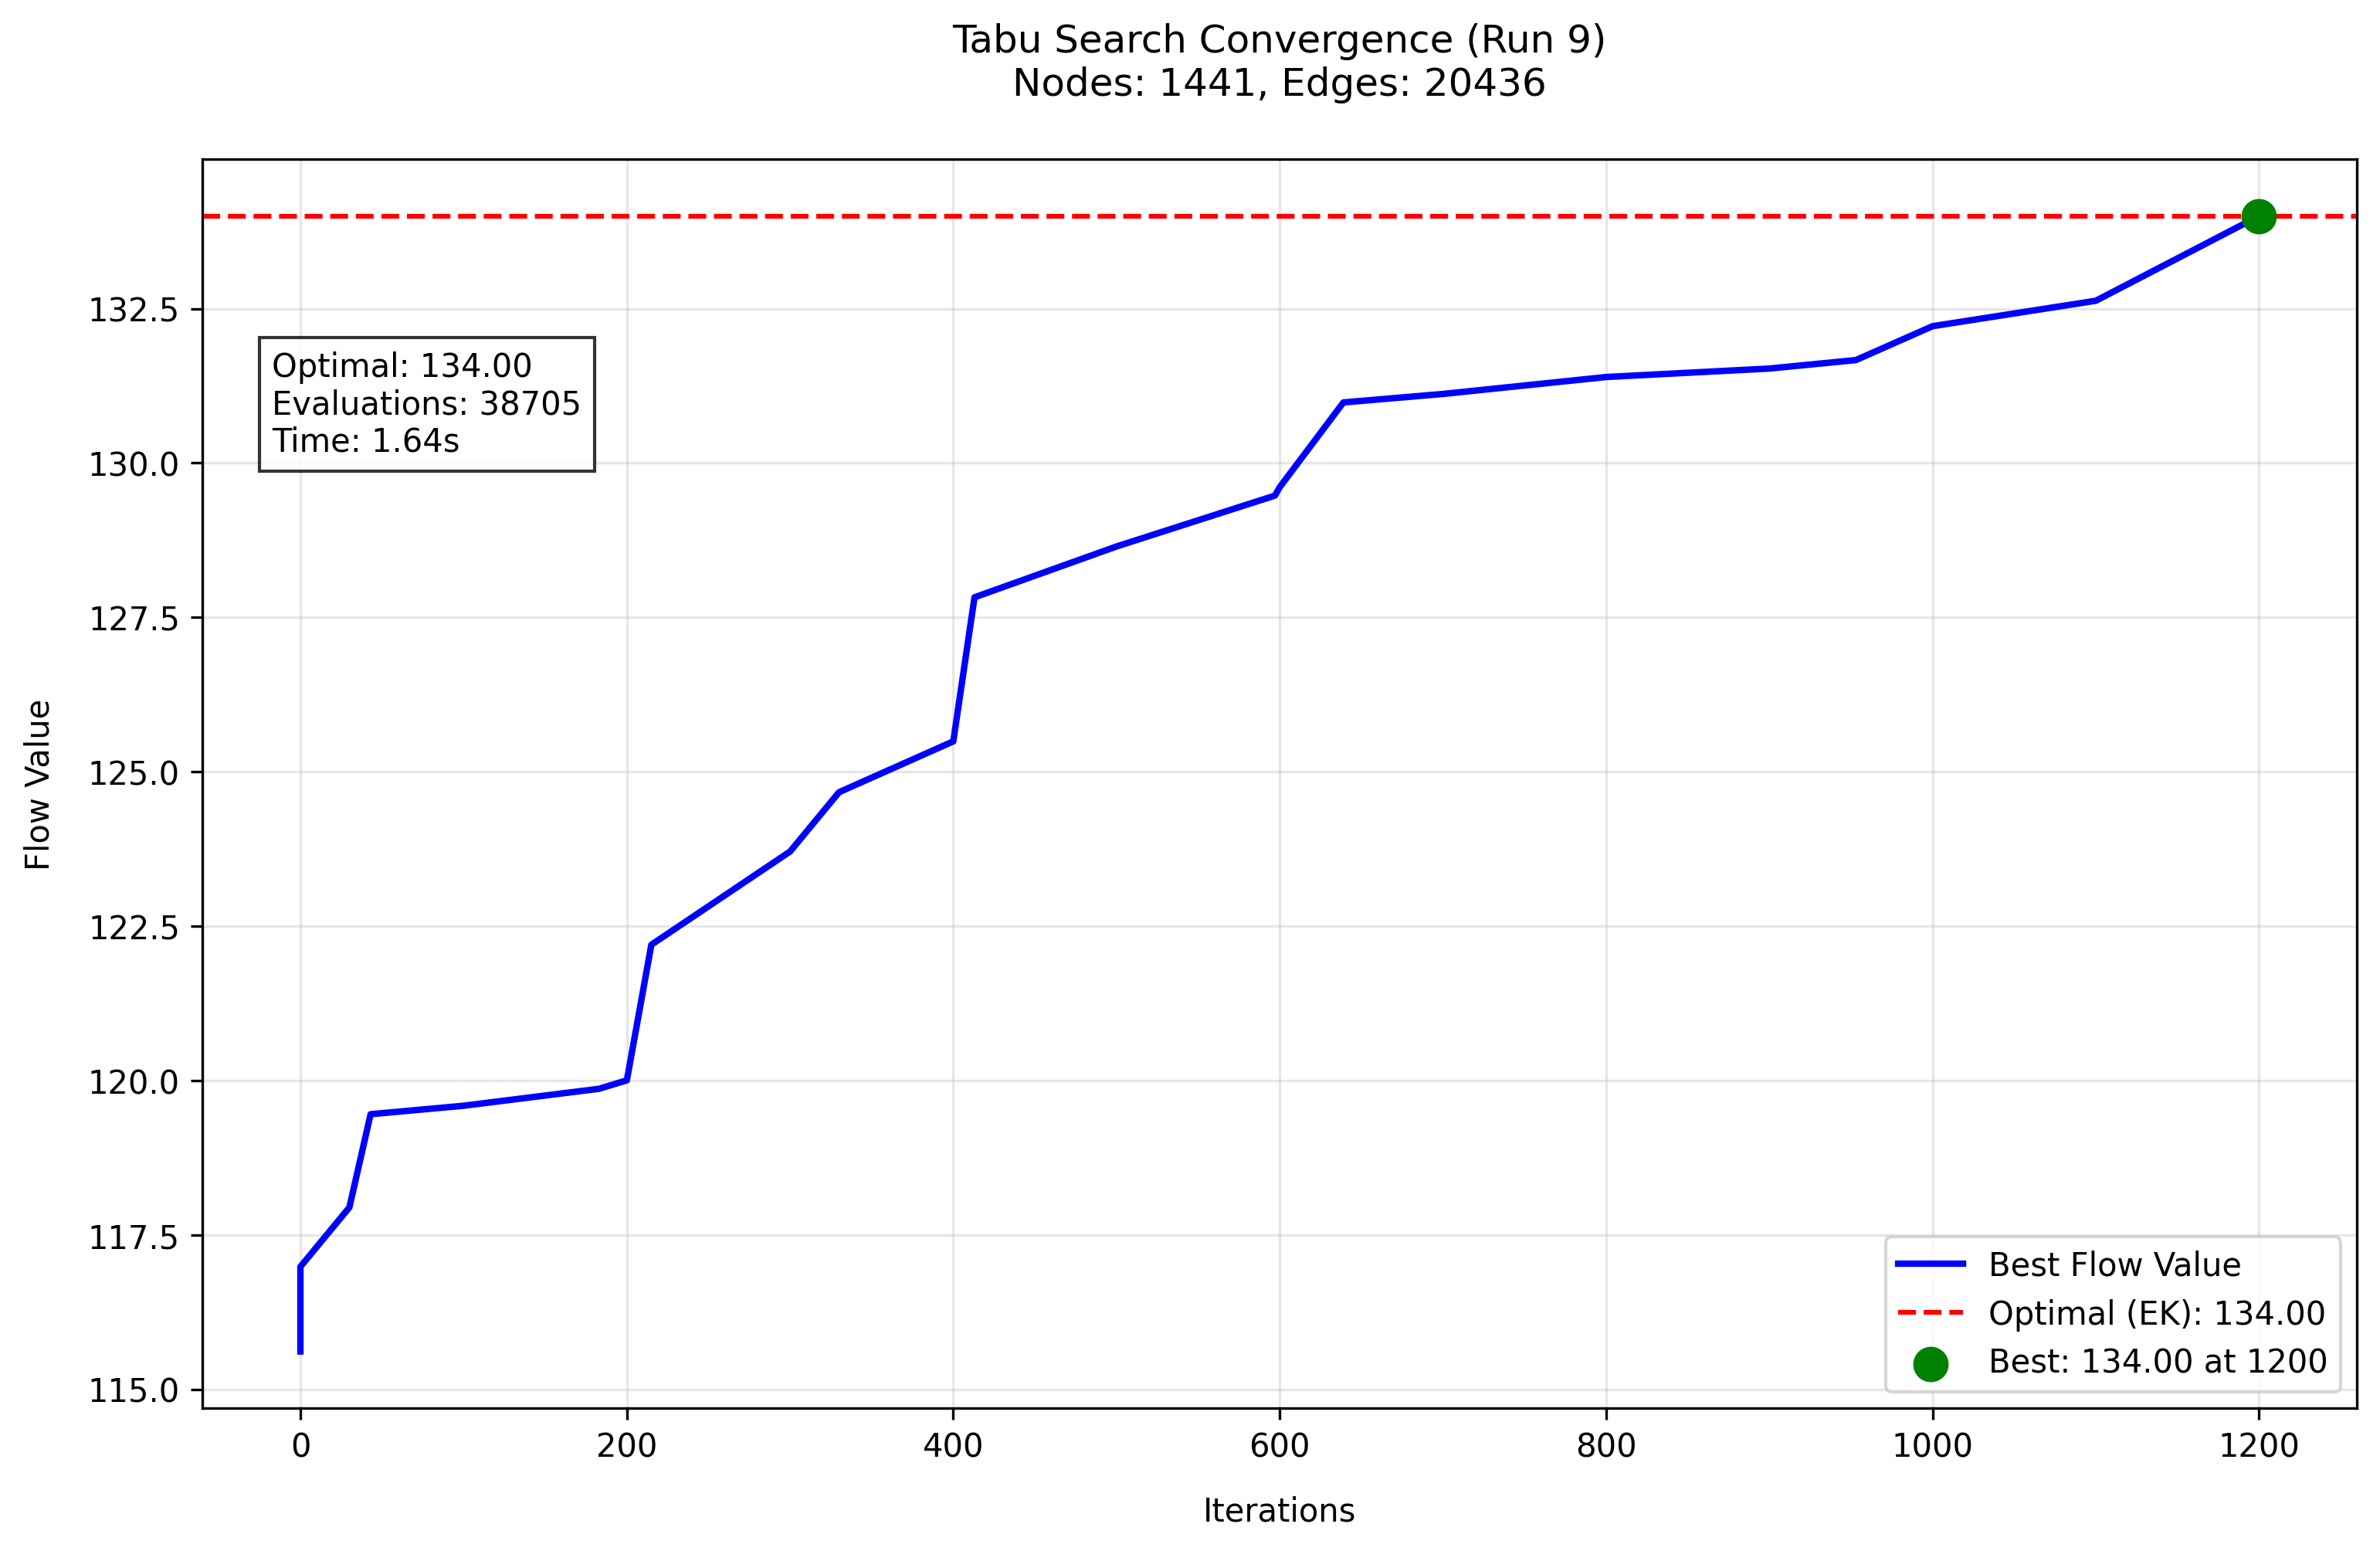 Tabu Search Convergence (Run 9)
Nodes: 1441, Edges: 20436
132.5
130.0
127.5
125.0
122.5
120.0
117.5
115.0
Flow Value
Optimal: 134.00
Evaluations: 38705
Time: 1.64s
Best Flow Value
Optimal (EK): 134.00
Best: 134.00 at 1200
0 200 400 600 800 1000 1200
Iterations